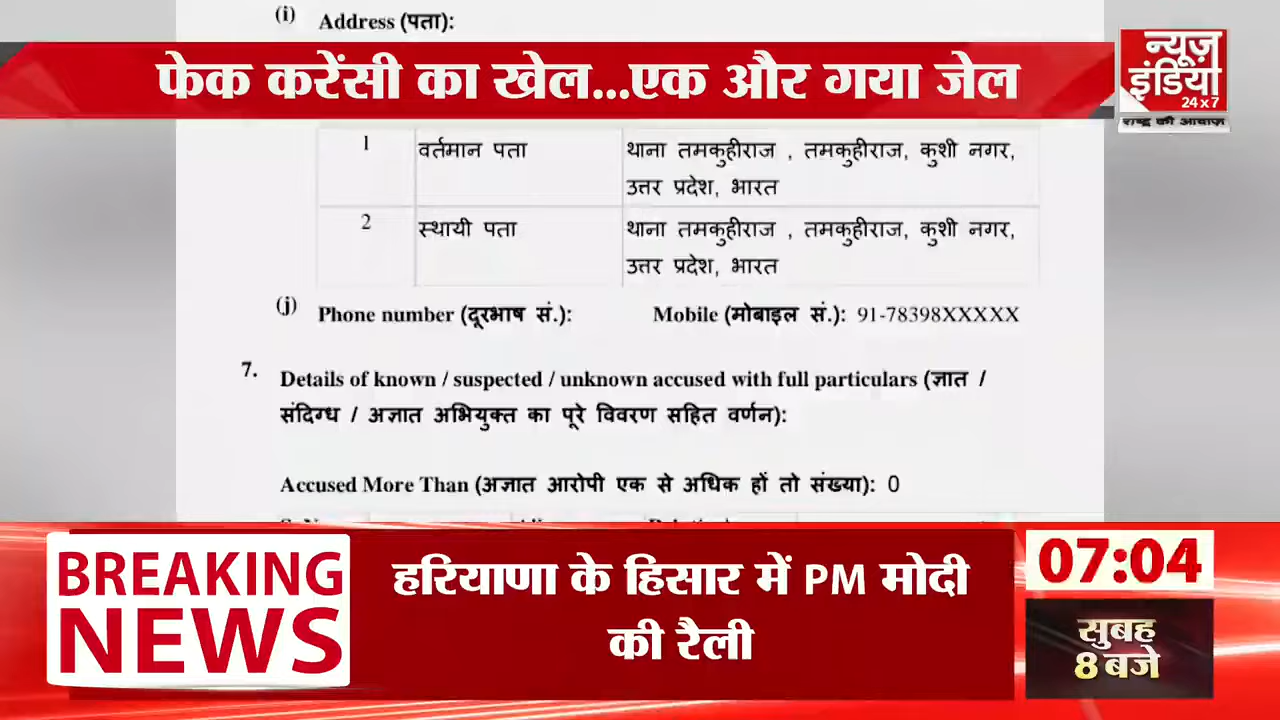 (i) Address (पता):
फेक करेंसी का खेल...एक और गया जेल
न्यूज़
इंडिया
24x7
राष्ट्र की आवाज़
1 वर्तमान पता थाना तमकुहीराज , तमकुहीराज, कुशी नगर,
उत्तर प्रदेश, भारत
2 स्थायी पता थाना तमकुहीराज , तमकुहीराज, कुशी नगर,
उत्तर प्रदेश, भारत
(j) Phone number (दूरभाष सं.): Mobile (मोबाइल सं.): 91-78398XXXXX
7. Details of known / suspected / unknown accused with full particulars (ज्ञात /
संदिग्ध / अज्ञात अभियुक्त का पूरे विवरण सहित वर्णन):
Accused More Than (अज्ञात आरोपी एक से अधिक हों तो संख्या): 0
BREAKING
NEWS
हरियाणा के हिसार में PM मोदी
की रैली
07:04
सुबह
8 बजे